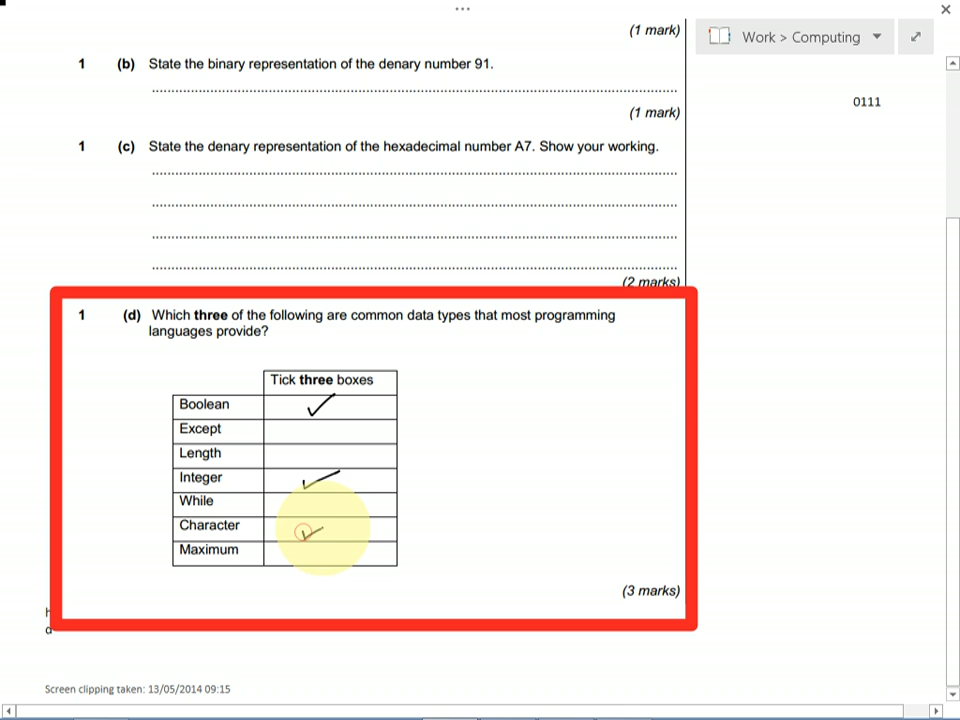 (1 mark)
Work > Computing
1 (b) State the binary representation of the denary number 91.
0111
(1 mark)
1 (c) State the denary representation of the hexadecimal number A7. Show your working.
(2 marks)
1 (d) Which three of the following are common data types that most programming
languages provide?
Tick three boxes
Boolean ✓
Except
Length
Integer ✓
While
Character ✓
Maximum
(3 marks)
Screen clipping taken: 13/05/2014 09:15